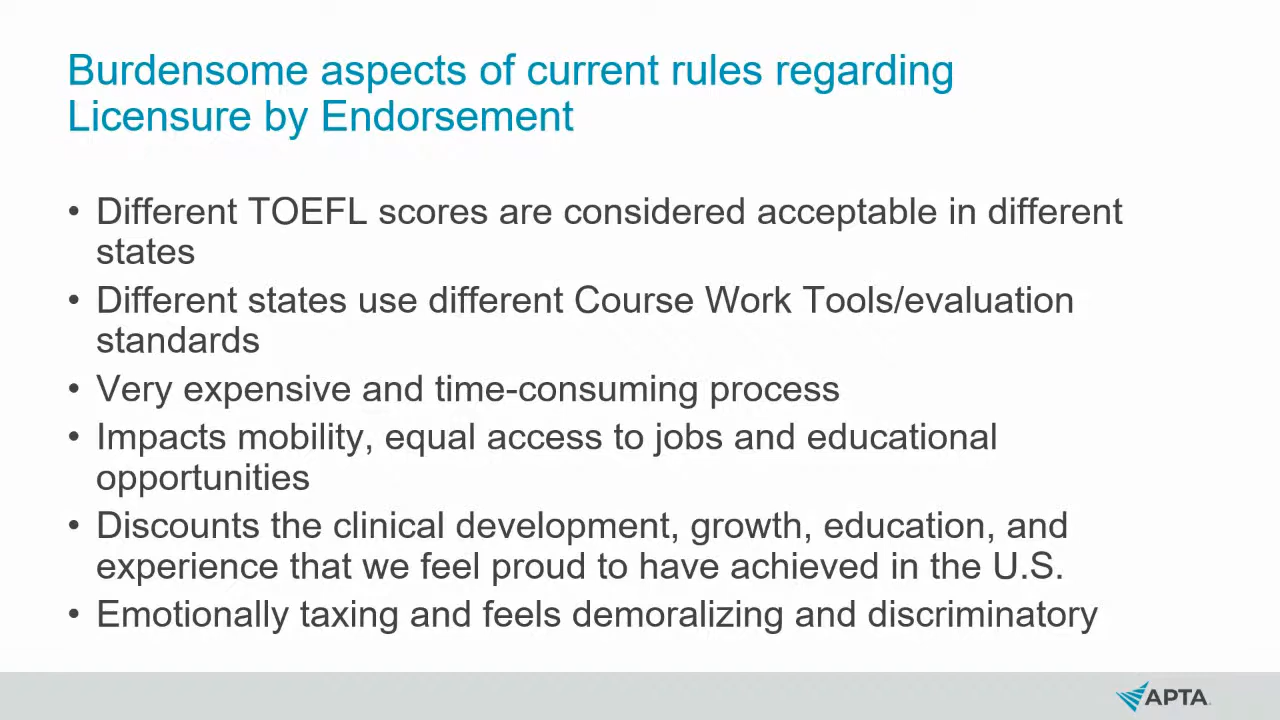 Burdensome aspects of current rules regarding
Licensure by Endorsement
• Different TOEFL scores are considered acceptable in different
states
• Different states use different Course Work Tools/evaluation
standards
• Very expensive and time-consuming process
• Impacts mobility, equal access to jobs and educational
opportunities
• Discounts the clinical development, growth, education, and
experience that we feel proud to have achieved in the U.S.
• Emotionally taxing and feels demoralizing and discriminatory
APTA